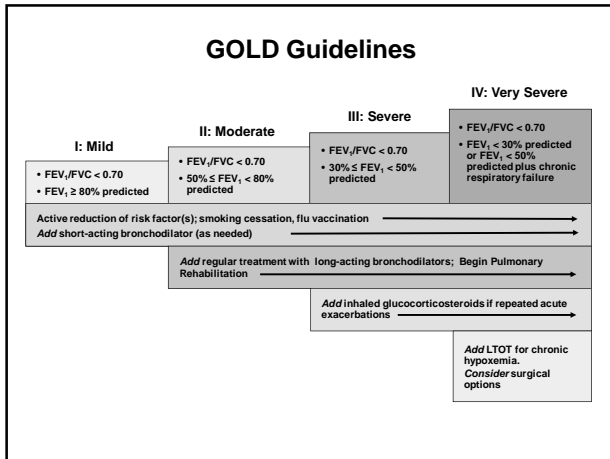 GOLD Guidelines
I: Mild
• FEV₁/FVC < 0.70
• FEV₁ ≥ 80% predicted
II: Moderate
• FEV₁/FVC < 0.70
• 50% ≤ FEV₁ < 80%
predicted
III: Severe
• FEV₁/FVC < 0.70
• 30% ≤ FEV₁ < 50%
predicted
IV: Very Severe
• FEV₁/FVC < 0.70
• FEV₁ < 30% predicted
or FEV₁ < 50%
predicted plus chronic
respiratory failure
Active reduction of risk factor(s); smoking cessation, flu vaccination
Add short-acting bronchodilator (as needed)
Add regular treatment with long-acting bronchodilators; Begin Pulmonary
Rehabilitation
Add inhaled glucocorticosteroids if repeated acute
exacerbations
Add LTOT for chronic
hypoxemia.
Consider surgical
options